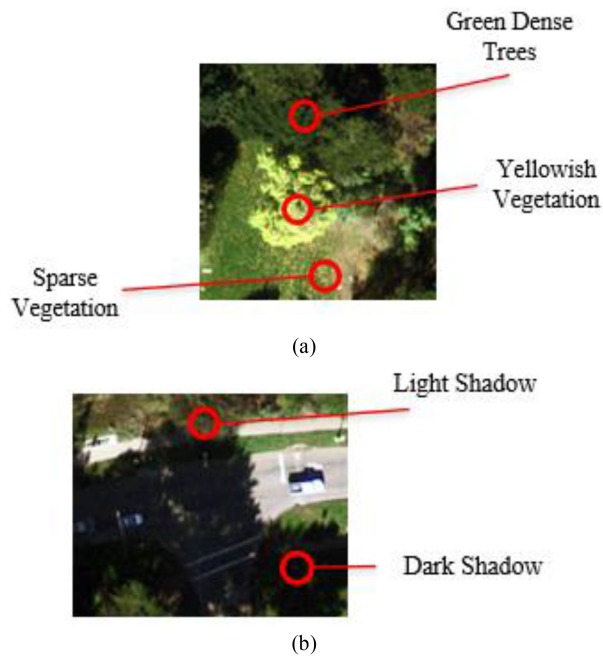 Green Dense
Trees
Yellowish
Vegetation
Sparse
Vegetation
(a)
Light Shadow
Dark Shadow
(b)